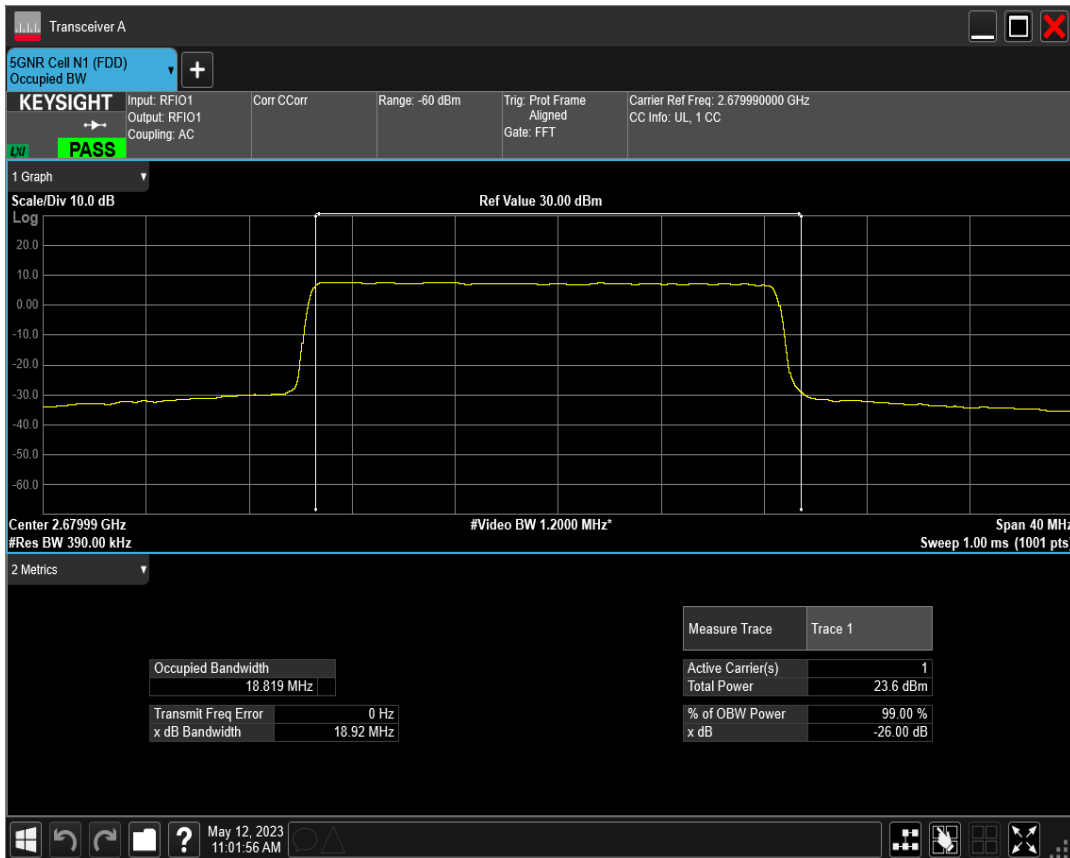 Transceiver A
5GNR Cell N1 (FDD)
Occupied BW
+
KEYSIGHT
LXI
PASS
Input: RFIO1
Output: RFIO1
Coupling: AC
Corr CCorr
Range: -60 dBm
Trig: Prot Frame
Aligned
Gate: FFT
Carrier Ref Freq: 2.679990000 GHz
CC Info: UL, 1 CC
1 Graph
Scale/Div 10.0 dB
Ref Value 30.00 dBm
Log
20.0
10.0
0.00
-10.0
-20.0
-30.0
-40.0
-50.0
-60.0
Center 2.67999 GHz
#Video BW 1.2000 MHz*
Span 40 MHz
#Res BW 390.00 kHz
Sweep 1.00 ms (1001 pts)
2 Metrics
Measure Trace Trace 1
Occupied Bandwidth
18.819 MHz
Transmit Freq Error 0 Hz
x dB Bandwidth 18.92 MHz
Active Carrier(s) 1
Total Power 23.6 dBm
% of OBW Power 99.00 %
x dB -26.00 dB
?
May 12, 2023
11:01:56 AM